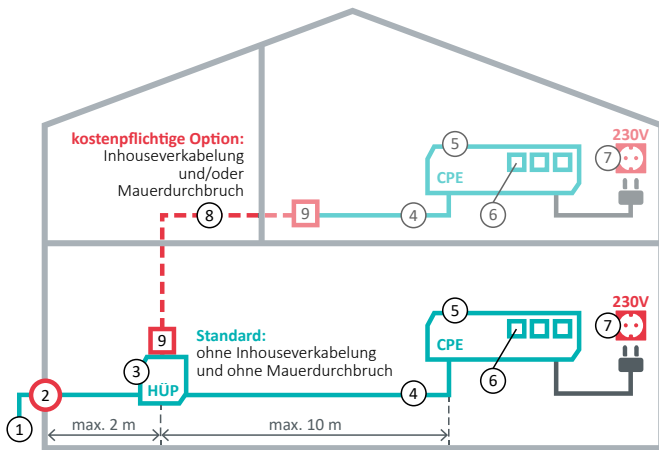 kostenpflichtige Option:
Inhouseverkabelung
und/oder
Mauerdurchbruch
8
9
4
5
CPE
6
230V
7
9
3
HÜP
Standard:
ohne Inhouseverkabelung
und ohne Mauerdurchbruch
4
5
CPE
6
230V
7
2
1
max. 2 m
max. 10 m